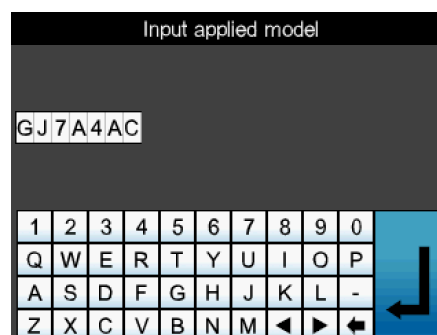 Input applied model
GJ7A4AC
1 2 3 4 5 6 7 8 9 0
Q W E R T Y U I O P
A S D F G H J K L -
Z X C V B N M